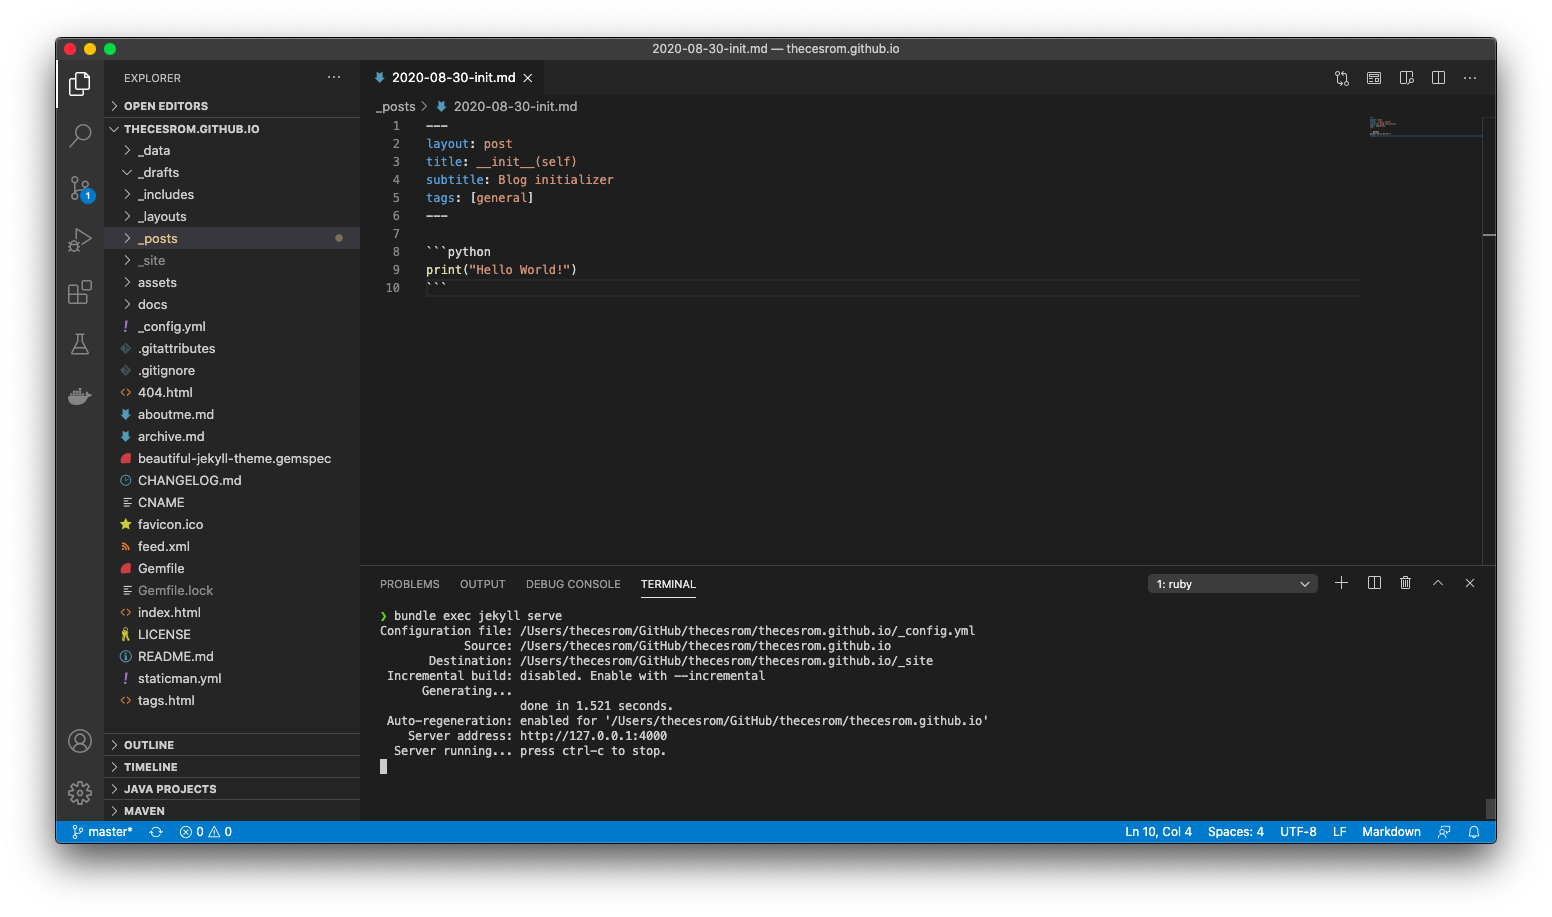 2020-08-30-init.md — thecesrom.github.io
EXPLORER
OPEN EDITORS
THECESROM.GITHUB.IO
_data
_drafts
_includes
_layouts
_posts
_site
assets
docs
_config.yml
.gitattributes
.gitignore
404.html
aboutme.md
archive.md
beautiful-jekyll-theme.gemspec
CHANGELOG.md
CNAME
favicon.ico
feed.xml
Gemfile
Gemfile.lock
index.html
LICENSE
README.md
staticman.yml
tags.html
OUTLINE
TIMELINE
JAVA PROJECTS
MAVEN
1
2020-08-30-init.md
_posts > 2020-08-30-init.md
1 ---
2 layout: post
3 title: __init__(self)
4 subtitle: Blog initializer
5 tags: [general]
6 ---
7
8 ```python
9 print("Hello World!")
10 ```
PROBLEMS OUTPUT DEBUG CONSOLE TERMINAL 1: ruby
❯ bundle exec jekyll serve
Configuration file: /Users/thecesrom/GitHub/thecesrom/thecesrom.github.io/_config.yml
Source: /Users/thecesrom/GitHub/thecesrom/thecesrom.github.io
Destination: /Users/thecesrom/GitHub/thecesrom/thecesrom.github.io/_site
Incremental build: disabled. Enable with --incremental
Generating...
done in 1.521 seconds.
Auto-regeneration: enabled for '/Users/thecesrom/GitHub/thecesrom/thecesrom.github.io'
Server address: http://127.0.0.1:4000
Server running... press ctrl-c to stop.
master* 0 0 Ln 10, Col 4 Spaces: 4 UTF-8 LF Markdown